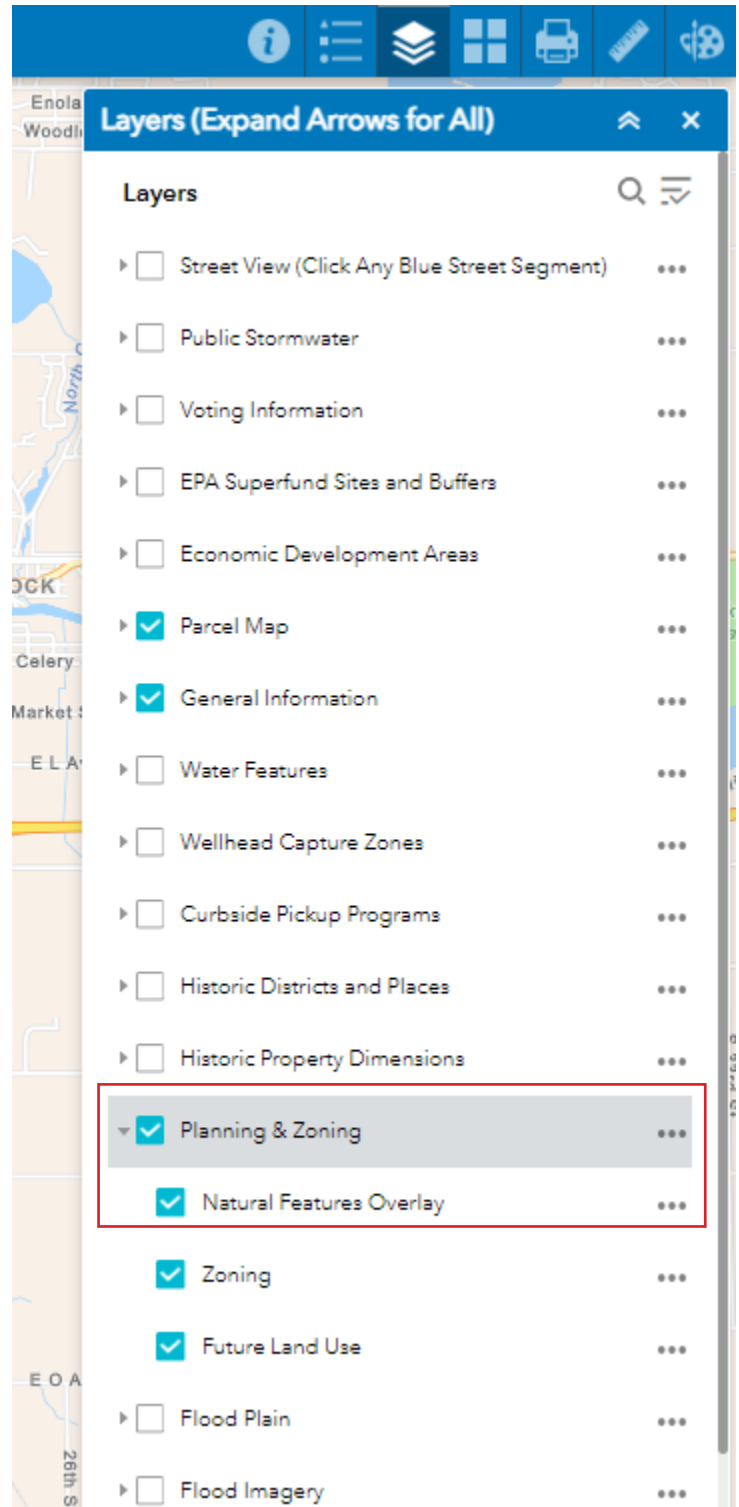 Enola
Woodl
Layers (Expand Arrows for All)
Layers
Street View (Click Any Blue Street Segment)
Public Stormwater
North C
Voting Information
EPA Superfund Sites and Buffers
Economic Development Areas
OCK
Parcel Map
Celery
General Information
Market S
E L A
Water Features
Wellhead Capture Zones
Curbside Pickup Programs
Historic Districts and Places
Historic Property Dimensions
Planning & Zoning
Natural Features Overlay
Zoning
Future Land Use
E O A
Flood Plain
26th S
Flood Imagery